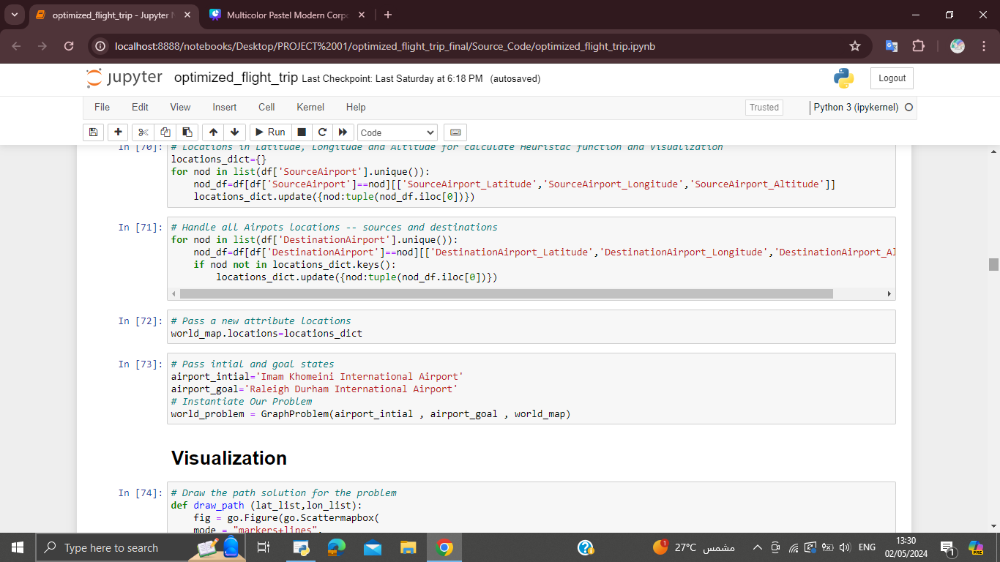 optimized_flight_trip - Jupyter N
Multicolor Pastel Modern Corpo
localhost:8888/notebooks/Desktop/PROJECT%2001/optimized_flight_trip_final/Source_Code/optimized_flight_trip.ipynb
jupyter optimized_flight_trip Last Checkpoint: Last Saturday at 6:18 PM (autosaved)
Logout
File Edit View Insert Cell Kernel Help
Trusted
Python 3 (ipykernel)
Run
Code
In [70]: # Locations in Latitude, Longitude and Altitude for calculate Heuristac function and Visualization
locations_dict={}
for nod in list(df['SourceAirport'].unique()):
    nod_df=df[df['SourceAirport']==nod][['SourceAirport_Latitude','SourceAirport_Longitude','SourceAirport_Altitude']]
    locations_dict.update({nod:tuple(nod_df.iloc[0])})
In [71]: # Handle all Airpots locations -- sources and destinations
for nod in list(df['DestinationAirport'].unique()):
    nod_df=df[df['DestinationAirport']==nod][['DestinationAirport_Latitude','DestinationAirport_Longitude','DestinationAirport_Al
    if nod not in locations_dict.keys():
        locations_dict.update({nod:tuple(nod_df.iloc[0])})
In [72]: # Pass a new attribute locations
world_map.locations=locations_dict
In [73]: # Pass intial and goal states
airport_intial='Imam Khomeini International Airport'
airport_goal='Raleigh Durham International Airport'
# Instantiate Our Problem
world_problem = GraphProblem(airport_intial , airport_goal , world_map)
Visualization
In [74]: # Draw the path solution for the problem
def draw_path (lat_list,lon_list):
    fig = go.Figure(go.Scattermapbox(
    mode = "markers+lines",
Type here to search
1
27°C مشمس
ENG
13:30
02/05/2024
1
PRE